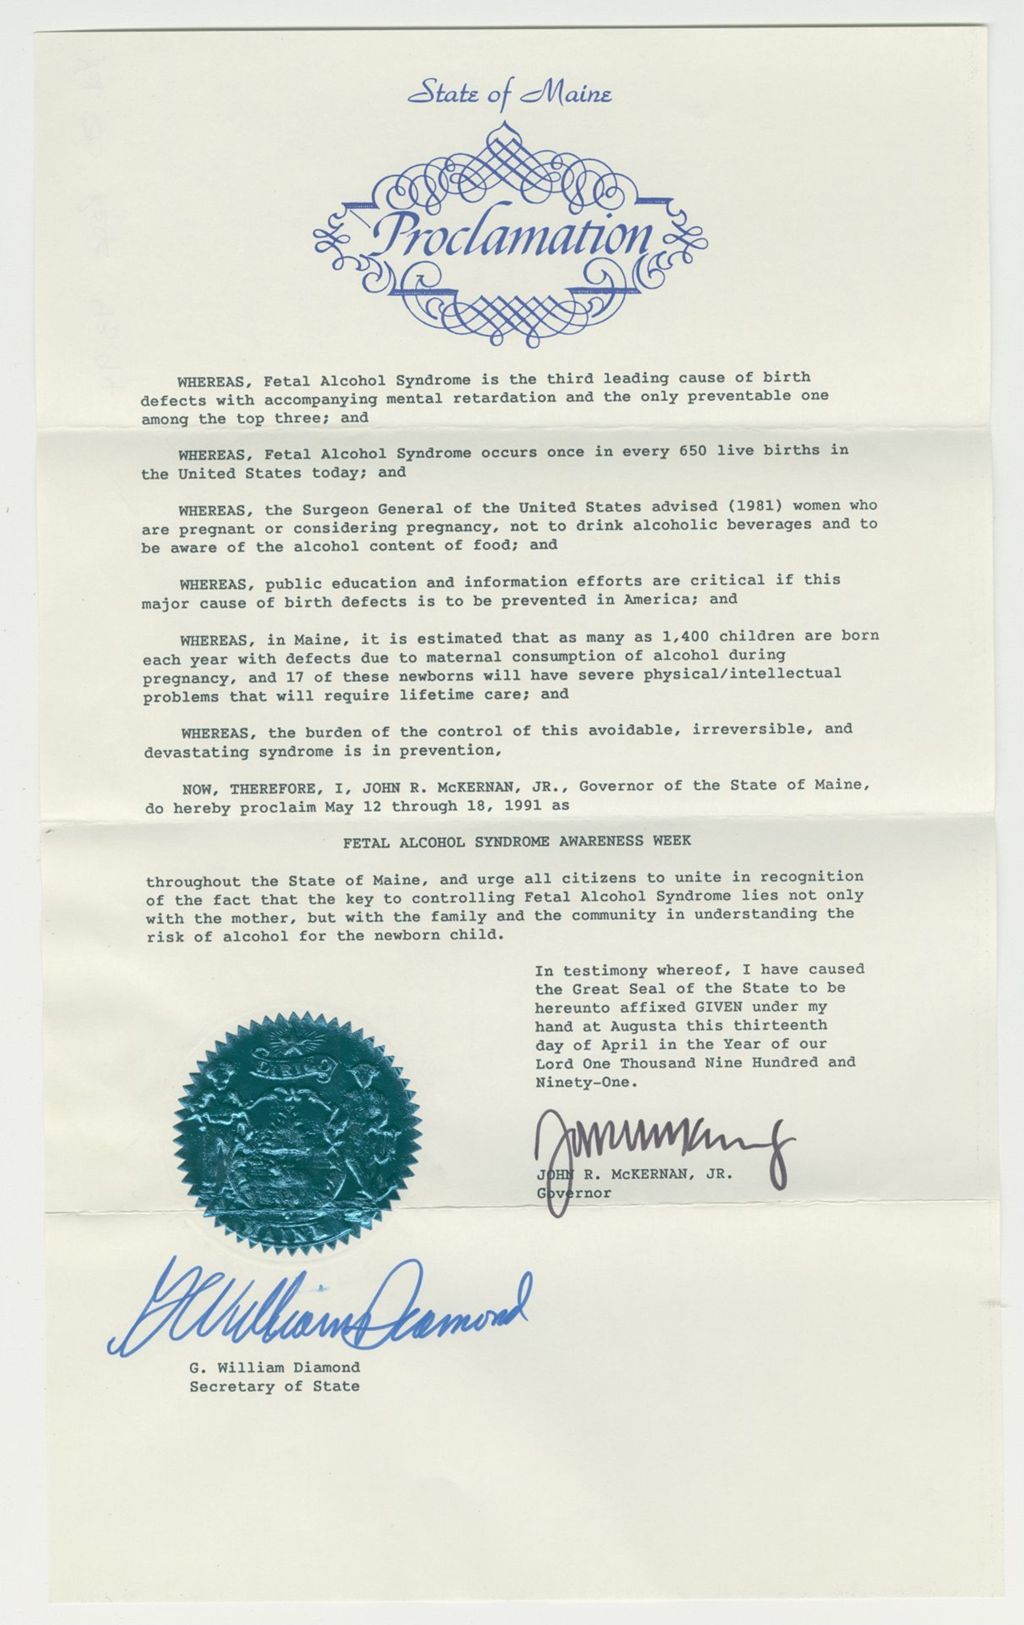 State of Maine
Proclamation
WHEREAS, Fetal Alcohol Syndrome is the third leading cause of birth
defects with accompanying mental retardation and the only preventable one
among the top three; and
WHEREAS, Fetal Alcohol Syndrome occurs once in every 650 live births in
the United States today; and
WHEREAS, the Surgeon General of the United States advised (1981) women who
are pregnant or considering pregnancy, not to drink alcoholic beverages and to
be aware of the alcohol content of food; and
WHEREAS, public education and information efforts are critical if this
major cause of birth defects is to be prevented in America; and
WHEREAS, in Maine, it is estimated that as many as 1,400 children are born
each year with defects due to maternal consumption of alcohol during
pregnancy, and 17 of these newborns will have severe physical/intellectual
problems that will require lifetime care; and
WHEREAS, the burden of the control of this avoidable, irreversible, and
devastating syndrome is in prevention,
NOW, THEREFORE, I, JOHN R. McKERNAN, JR., Governor of the State of Maine,
do hereby proclaim May 12 through 18, 1991 as
FETAL ALCOHOL SYNDROME AWARENESS WEEK
throughout the State of Maine, and urge all citizens to unite in recognition
of the fact that the key to controlling Fetal Alcohol Syndrome lies not only
with the mother, but with the family and the community in understanding the
risk of alcohol for the newborn child.
In testimony whereof, I have caused
the Great Seal of the State to be
hereunto affixed GIVEN under my
hand at Augusta this thirteenth
day of April in the Year of our
Lord One Thousand Nine Hundred and
Ninety-One.
JOHN R. McKERNAN, JR.
Governor
DIRIGO
MAINE
G William Diamond
G. William Diamond
Secretary of State